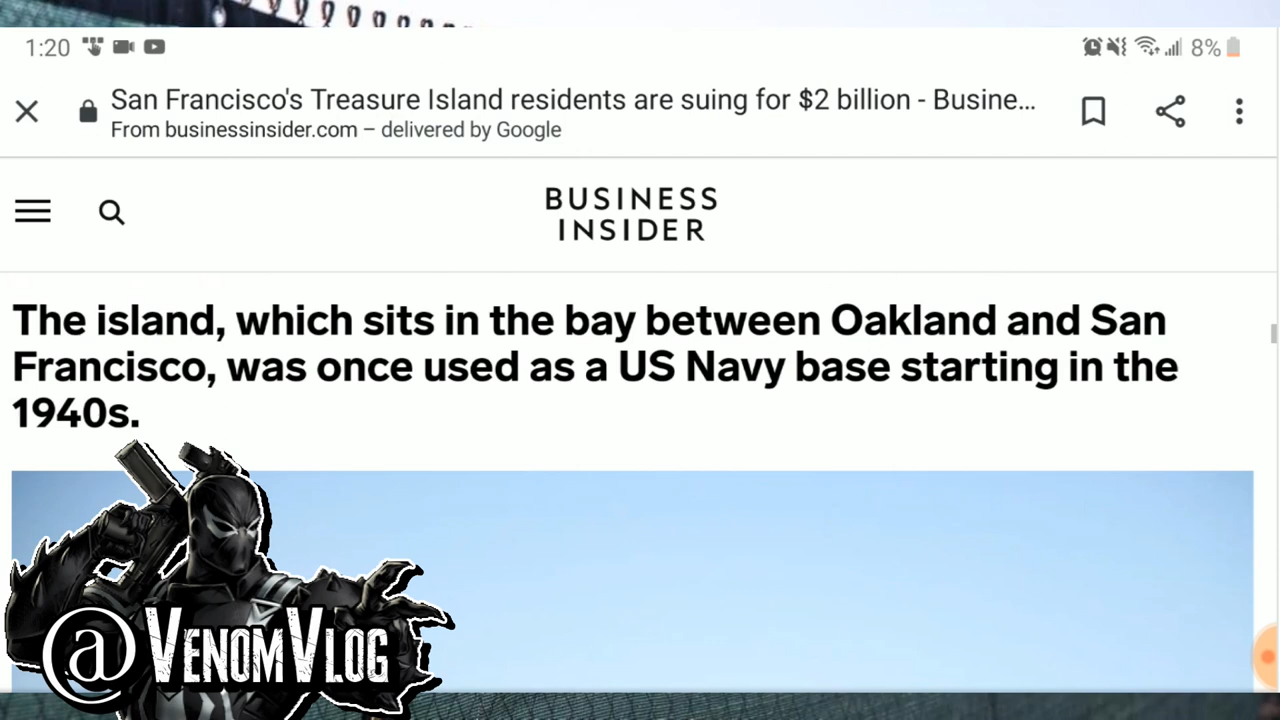 1:20
8%
San Francisco's Treasure Island residents are suing for $2 billion - Busine...
From businessinsider.com – delivered by Google
BUSINESS
INSIDER
The island, which sits in the bay between Oakland and San
Francisco, was once used as a US Navy base starting in the
1940s.
@VENOMVLOG